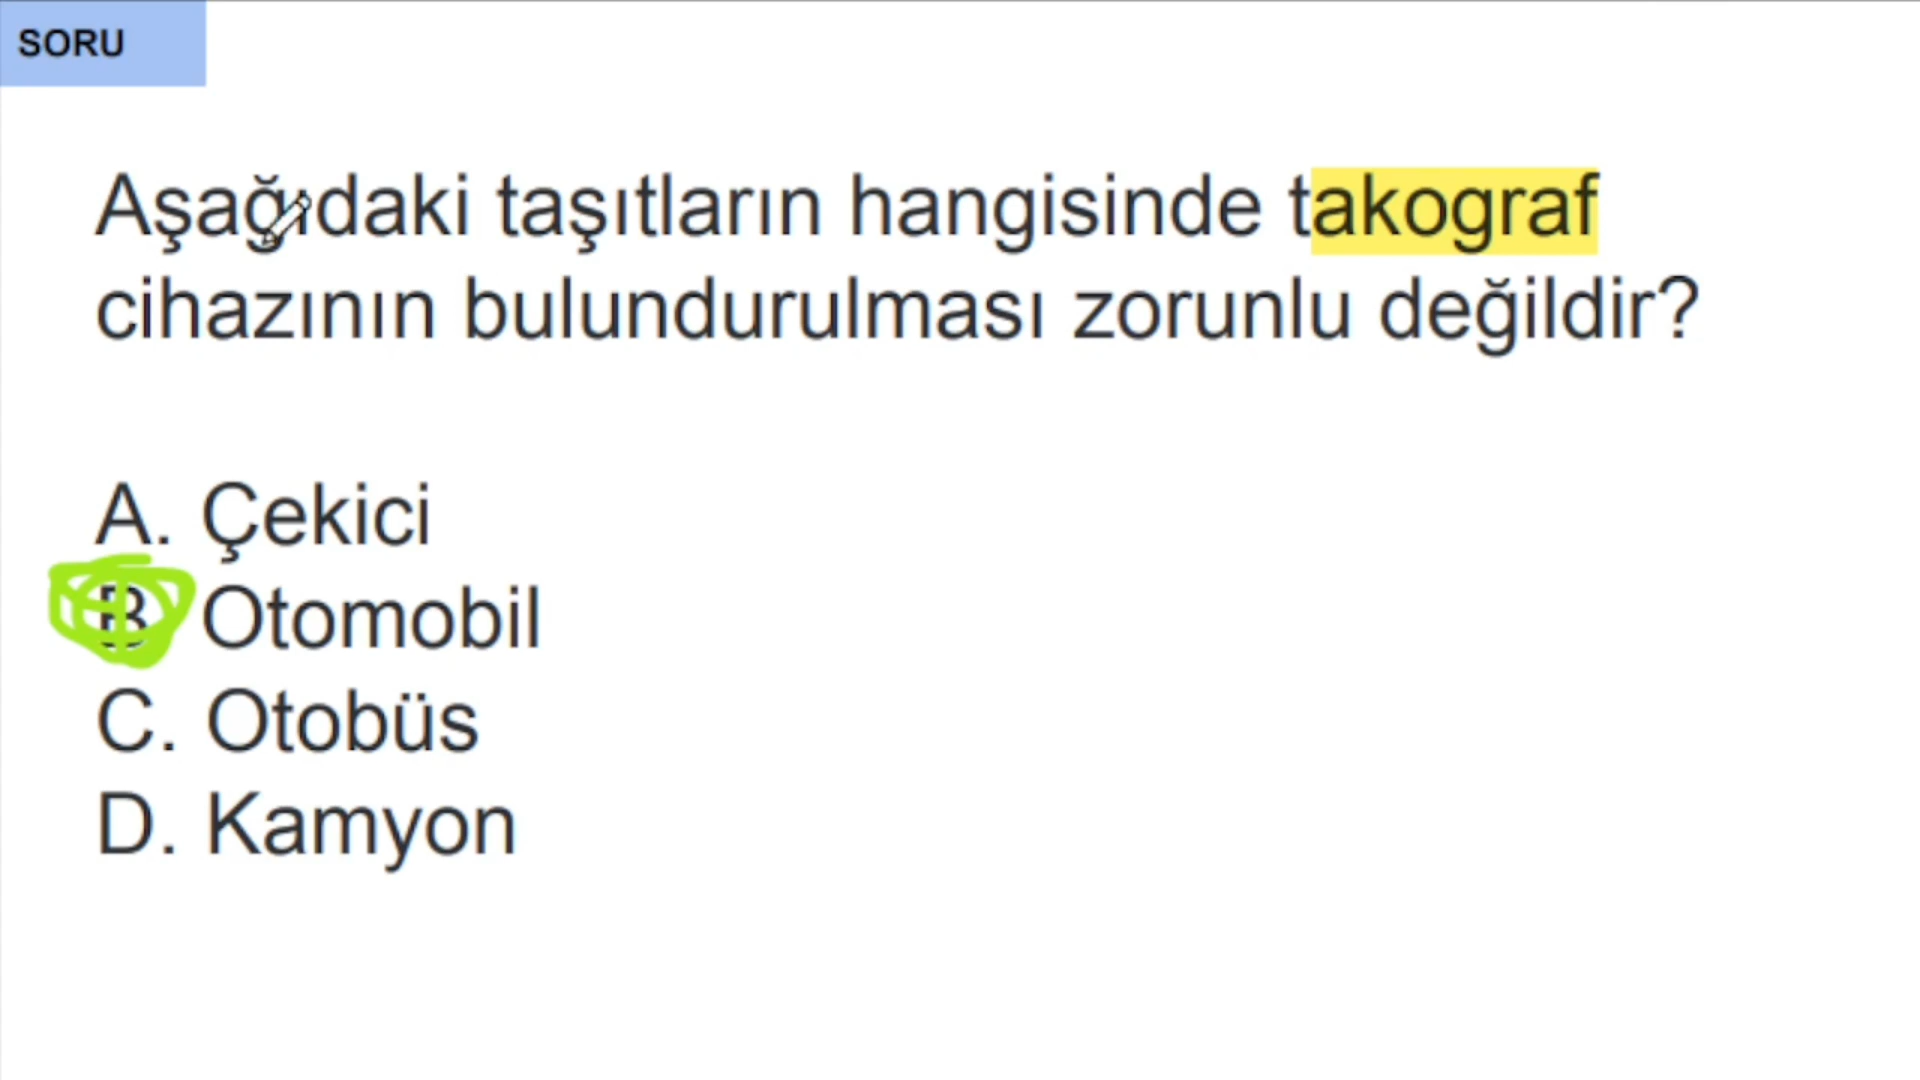 SORU
Aşağıdaki taşıtların hangisinde takograf
cihazının bulundurulması zorunlu değildir?
A. Çekici
B. Otomobil
C. Otobüs
D. Kamyon